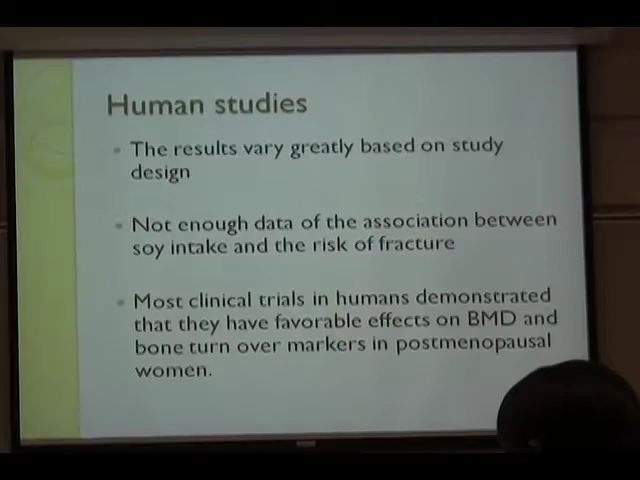 Human studies
The results vary greatly based on study
design
Not enough data of the association between
soy intake and the risk of fracture
Most clinical trials in humans demonstrated
that they have favorable effects on BMD and
bone turn over markers in postmenopausal
women.